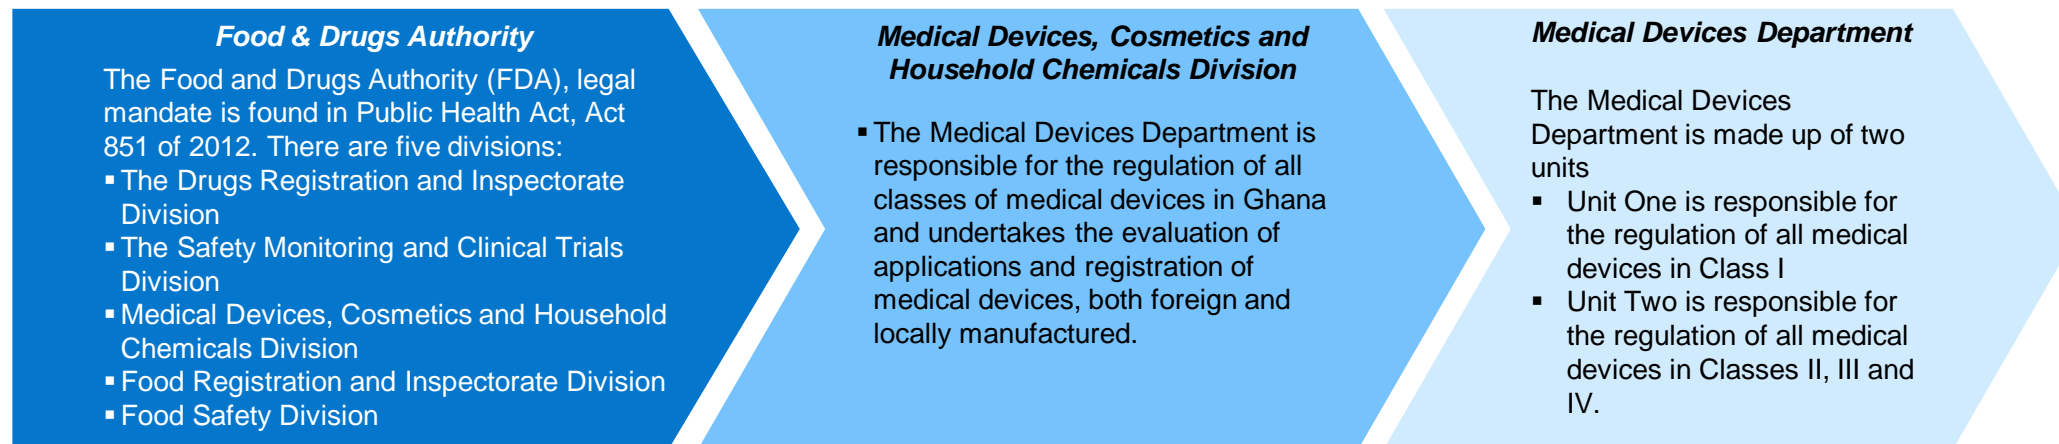 Food & Drugs Authority
The Food and Drugs Authority (FDA), legal
mandate is found in Public Health Act, Act
851 of 2012. There are five divisions:
▪ The Drugs Registration and Inspectorate
Division
▪ The Safety Monitoring and Clinical Trials
Division
▪ Medical Devices, Cosmetics and Household
Chemicals Division
▪ Food Registration and Inspectorate Division
▪ Food Safety Division
Medical Devices, Cosmetics and
Household Chemicals Division
▪ The Medical Devices Department is
responsible for the regulation of all
classes of medical devices in Ghana
and undertakes the evaluation of
applications and registration of
medical devices, both foreign and
locally manufactured.
Medical Devices Department
The Medical Devices
Department is made up of two
units
▪ Unit One is responsible for
the regulation of all medical
devices in Class I
▪ Unit Two is responsible for
the regulation of all medical
devices in Classes II, III and
IV.